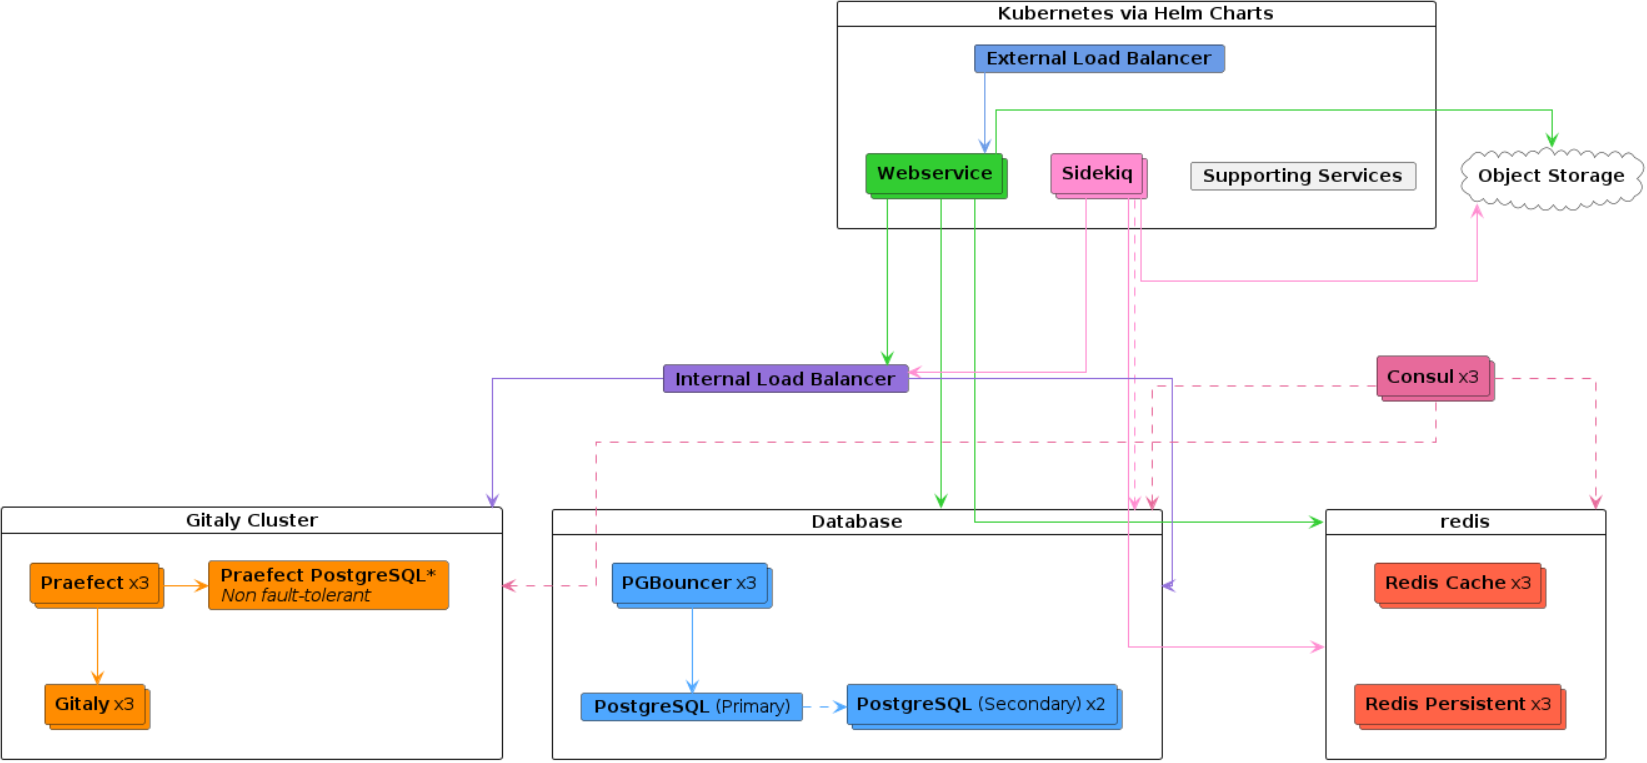 Kubernetes via Helm Charts
External Load Balancer
Webservice
Sidekiq
Supporting Services
Object Storage
Internal Load Balancer
Consul x3
Gitaly Cluster
Praefect x3
Praefect PostgreSQL*
Non fault-tolerant
Gitaly x3
Database
PGBouncer x3
PostgreSQL (Primary)
PostgreSQL (Secondary) x2
redis
Redis Cache x3
Redis Persistent x3